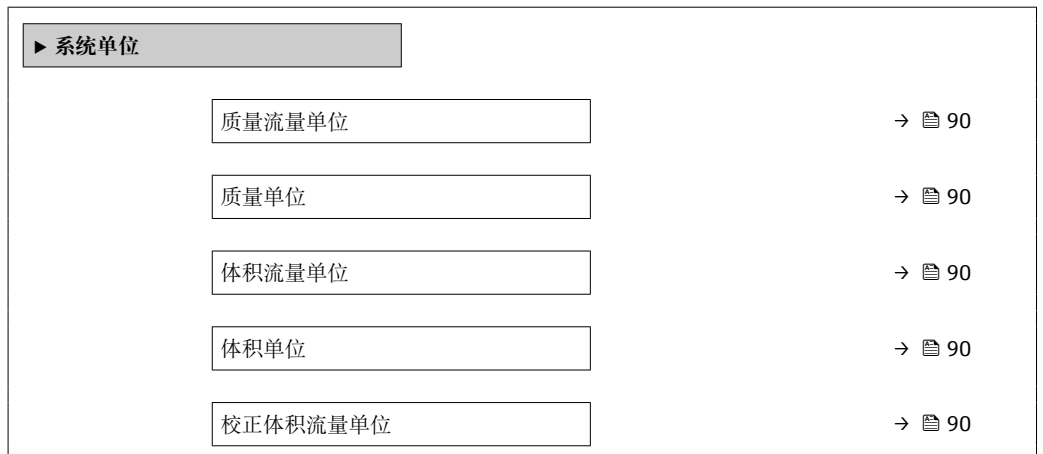 ▶ 系统单位
质量流量单位 → 90
质量单位 → 90
体积流量单位 → 90
体积单位 → 90
校正体积流量单位 → 90